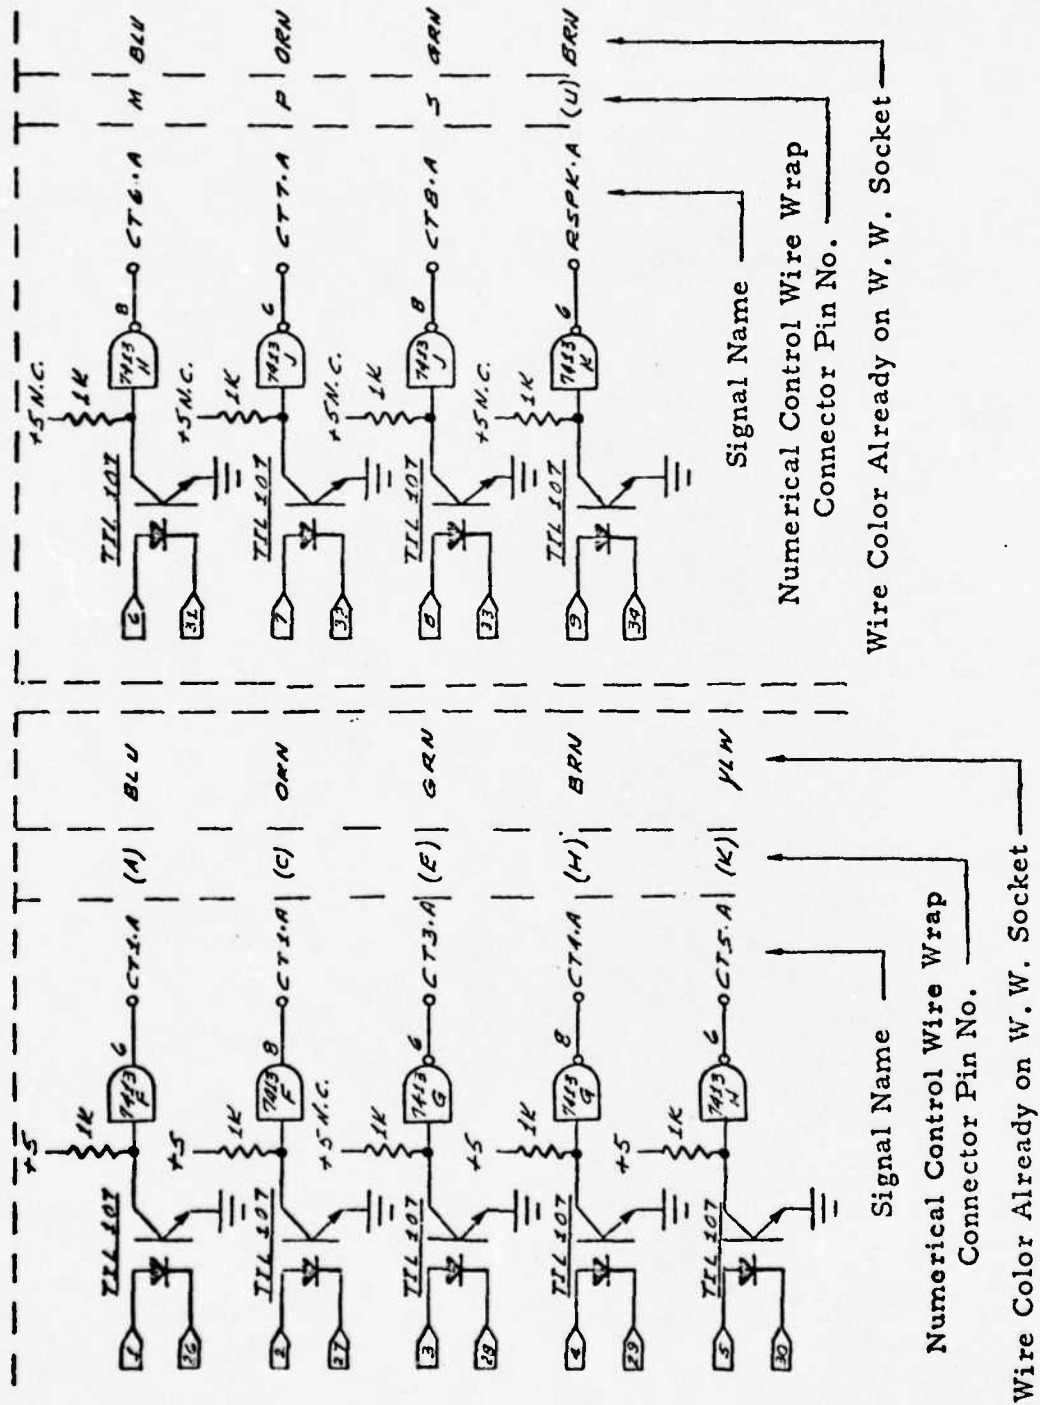 +5
1K
TIL 107
1
26
7413
F
6
CT1.A
(A)
BLU
+5
1K
TIL 107
2
27
7413
F
8
CT1.A
(C)
ORN
+5 N.C.
1K
TIL 107
3
28
7413
G
6
CT3.A
(E)
GRN
+5
1K
TIL 107
4
29
7413
G
8
CT4.A
(H)
BRN
+5
1K
TIL 107
5
30
7413
H
6
CT5.A
(K)
YLW
Signal Name
Numerical Control Wire Wrap
Connector Pin No.
Wire Color Already on W. W. Socket
+5 N.C.
1K
TIL 107
6
31
7413
H
8
CT6.A
M
BLU
+5 N.C.
1K
TIL 107
7
7413
J
6
CT7.A
P
ORN
+5 N.C.
1K
TIL 107
8
33
7413
J
8
CT8.A
S
GRN
+5 N.C.
1K
TIL 107
9
34
7413
K
6
RSPK.A
(U)
BRN
Signal Name
Numerical Control Wire Wrap
Connector Pin No.
Wire Color Already on W. W. Socket